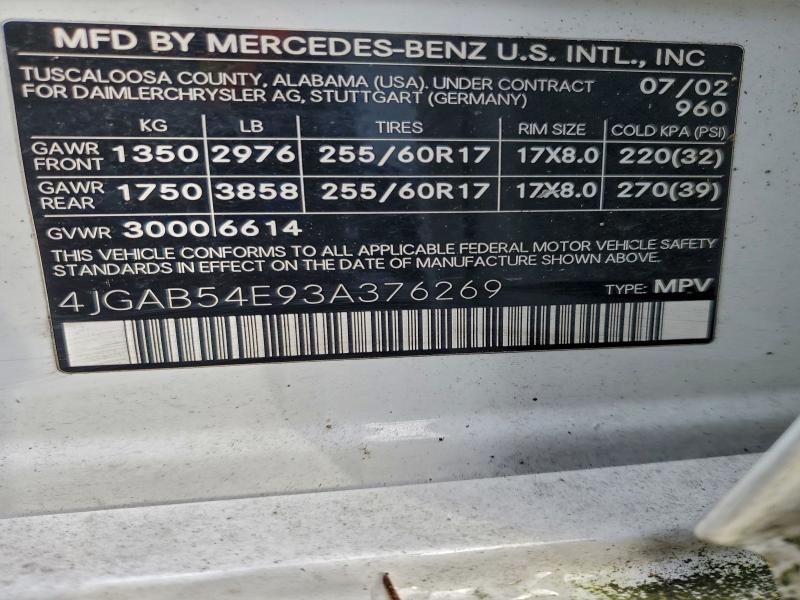 MFD BY MERCEDES-BENZ U.S. INTL., INC
TUSCALOOSA COUNTY, ALABAMA (USA). UNDER CONTRACT 07/02
FOR DAIMLERCHRYSLER AG, STUTTGART (GERMANY) 960
KG LB TIRES RIM SIZE COLD KPA (PSI)
GAWR FRONT 1350 2976 255/60R17 17X8.0 220(32)
GAWR REAR 1750 3858 255/60R17 17X8.0 270(39)
GVWR 3000 6614
THIS VEHICLE CONFORMS TO ALL APPLICABLE FEDERAL MOTOR VEHICLE SAFETY
STANDARDS IN EFFECT ON THE DATE OF MANUFACTURE SHOWN ABOVE.
4JGAB54E93A376269 TYPE: MPV